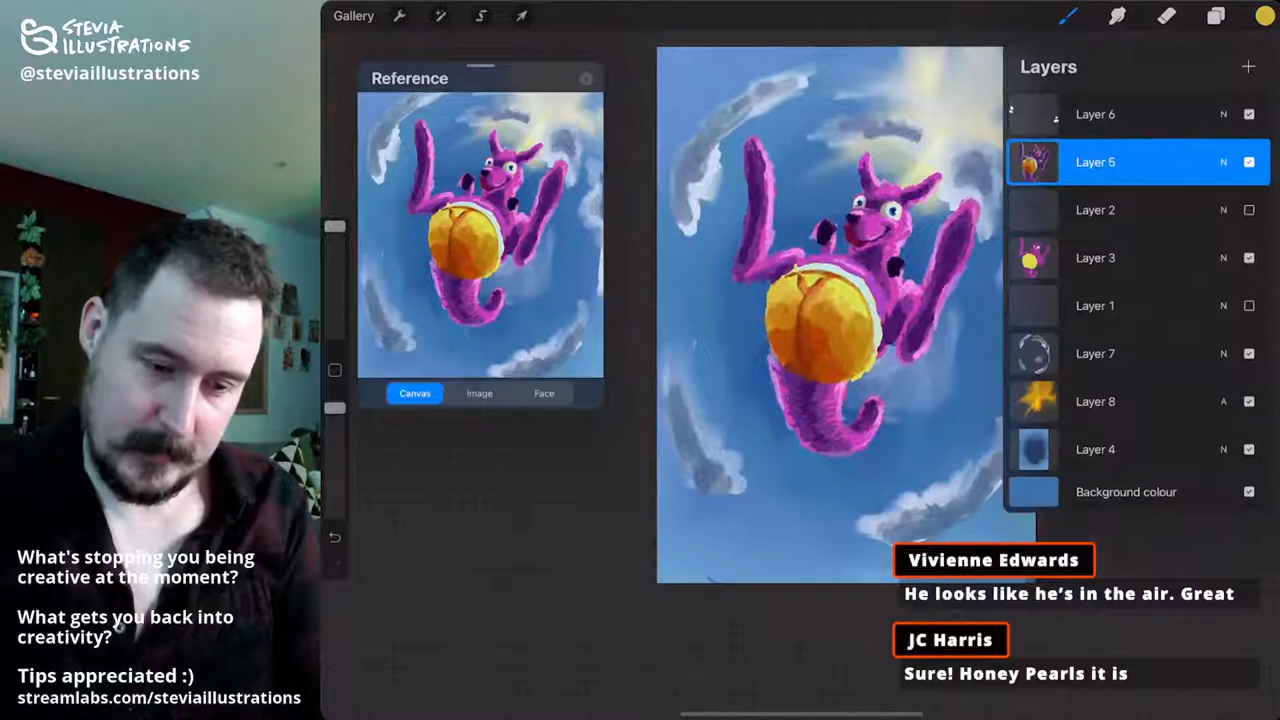 STEVIA
ILLUSTRATIONS
@steviaillustrations
Gallery
Reference
Canvas
Image
Face
Layers
Layer 6
N
Layer 5
N
Layer 2
N
Layer 3
N
Layer 1
N
Layer 7
N
Layer 8
A
Layer 4
N
Background colour
What's stopping you being
creative at the moment?
What gets you back into
creativity?
Tips appreciated :)
streamlabs.com/steviaillustrations
Vivienne Edwards
He looks like he's in the air. Great
JC Harris
Sure! Honey Pearls it is